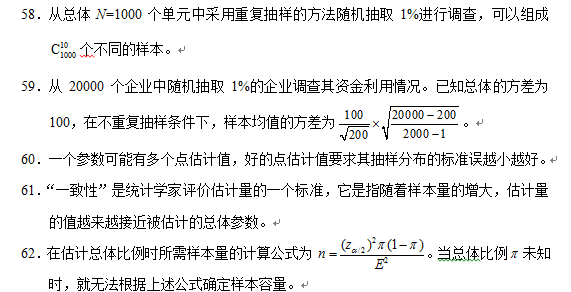 58．从总体 N=1000 个单元中采用重复抽样的方法随机抽取 1%进行调查，可以组成
C¹⁰₁₀₀₀个不同的样本。
59．从 20000 个企业中随机抽取 1%的企业调查其资金利用情况。已知总体的方差为
100，在不重复抽样条件下，样本均值的方差为 $\frac{100}{\sqrt{200}}\times\sqrt{\frac{20000-200}{2000-1}}$ 。
60．一个参数可能有多个点估计值，好的点估计值要求其抽样分布的标准误越小越好。
61．“一致性”是统计学家评价估计量的一个标准，它是指随着样本量的增大，估计量
的值越来越接近被估计的总体参数。
62．在估计总体比例时所需样本量的计算公式为 $n=\frac{(z_{\alpha/2})^2\pi(1-\pi)}{E^2}$ 。当总体比例π未知
时，就无法根据上述公式确定样本容量。